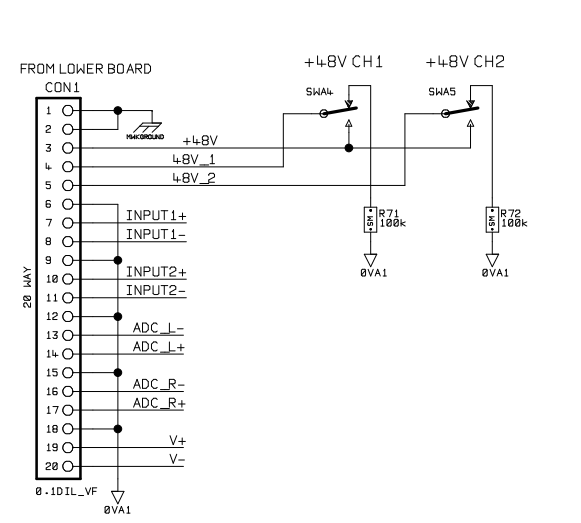 +48V CH1
+48V CH2
FROM LOWER BOARD
CON1
SWA4
SWA5
1
2
MWKGROUND
3
+48V
4
48V_1
5
48V_2
6
7
INPUT1+
8
INPUT1-
9
10
INPUT2+
11
INPUT2-
12
13
ADC_L-
14
ADC_L+
15
16
ADC_R-
17
ADC_R+
18
19
V+
20
V-
20 WAY
SM
R71
100k
SM
R72
100k
0VA1
0VA1
0.1DIL_VF
0VA1